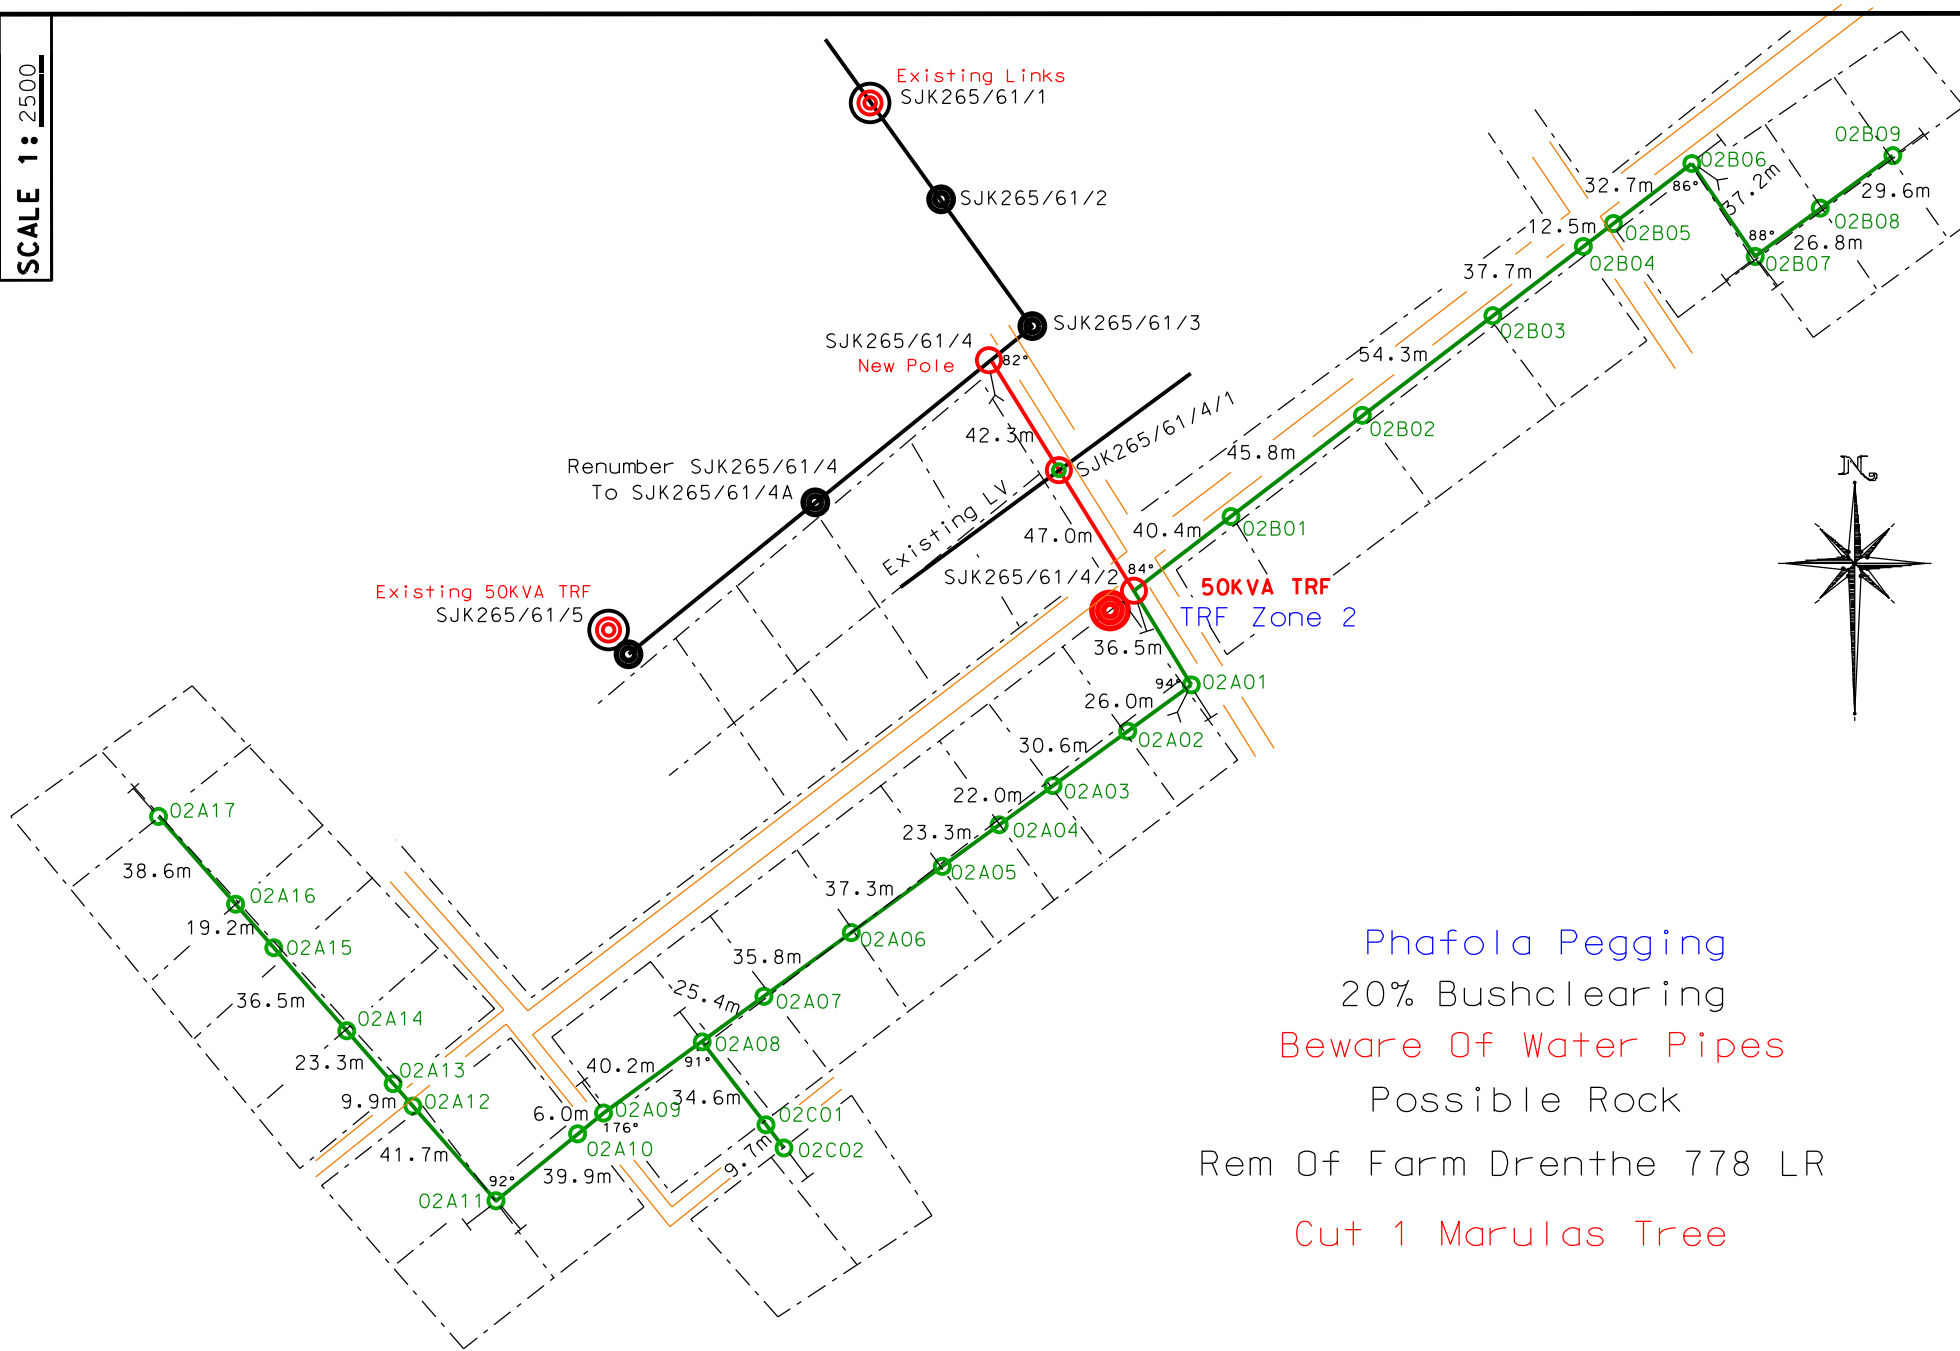 SCALE 1: 2500
Existing Links
SJK265/61/1
SJK265/61/2
SJK265/61/3
SJK265/61/4
New Pole
82°
42.3m
SJK265/61/4/1
Renumber SJK265/61/4
To SJK265/61/4A
Existing LV
47.0m
Existing 50KVA TRF
SJK265/61/5
SJK265/61/4/2
84°
50KVA TRF
TRF Zone 2
40.4m
02B01
45.8m
02B02
54.3m
02B03
37.7m
02B04
12.5m
02B05
32.7m
86°
02B06
37.2m
88°
02B07
26.8m
02B08
29.6m
02B09
N
36.5m
94°
02A01
26.0m
02A02
30.6m
02A03
22.0m
02A04
23.3m
02A05
37.3m
02A06
35.8m
02A07
25.4m
02A08
91°
34.6m
02C01
9.7m
02C02
40.2m
02A09
6.0m
176°
02A10
39.9m
92°
02A11
41.7m
02A12
9.9m
02A13
23.3m
02A14
36.5m
02A15
19.2m
02A16
38.6m
02A17
Phafola Pegging
20% Bushclearing
Beware Of Water Pipes
Possible Rock
Rem Of Farm Drenthe 778 LR
Cut 1 Marulas Tree